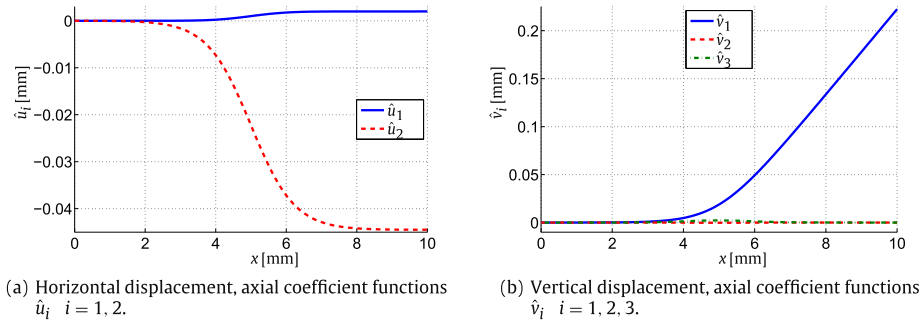 0
−0.01
−0.02
−0.03
−0.04
û_i [mm]
0 2 4 6 8 10
x [mm]
û_1
û_2
(a) Horizontal displacement, axial coefficient functions
û_i i = 1, 2.
0.2
0.15
0.1
0.05
0
v̂_i [mm]
0 2 4 6 8 10
x [mm]
v̂_1
v̂_2
v̂_3
(b) Vertical displacement, axial coefficient functions
v̂_i i = 1, 2, 3.